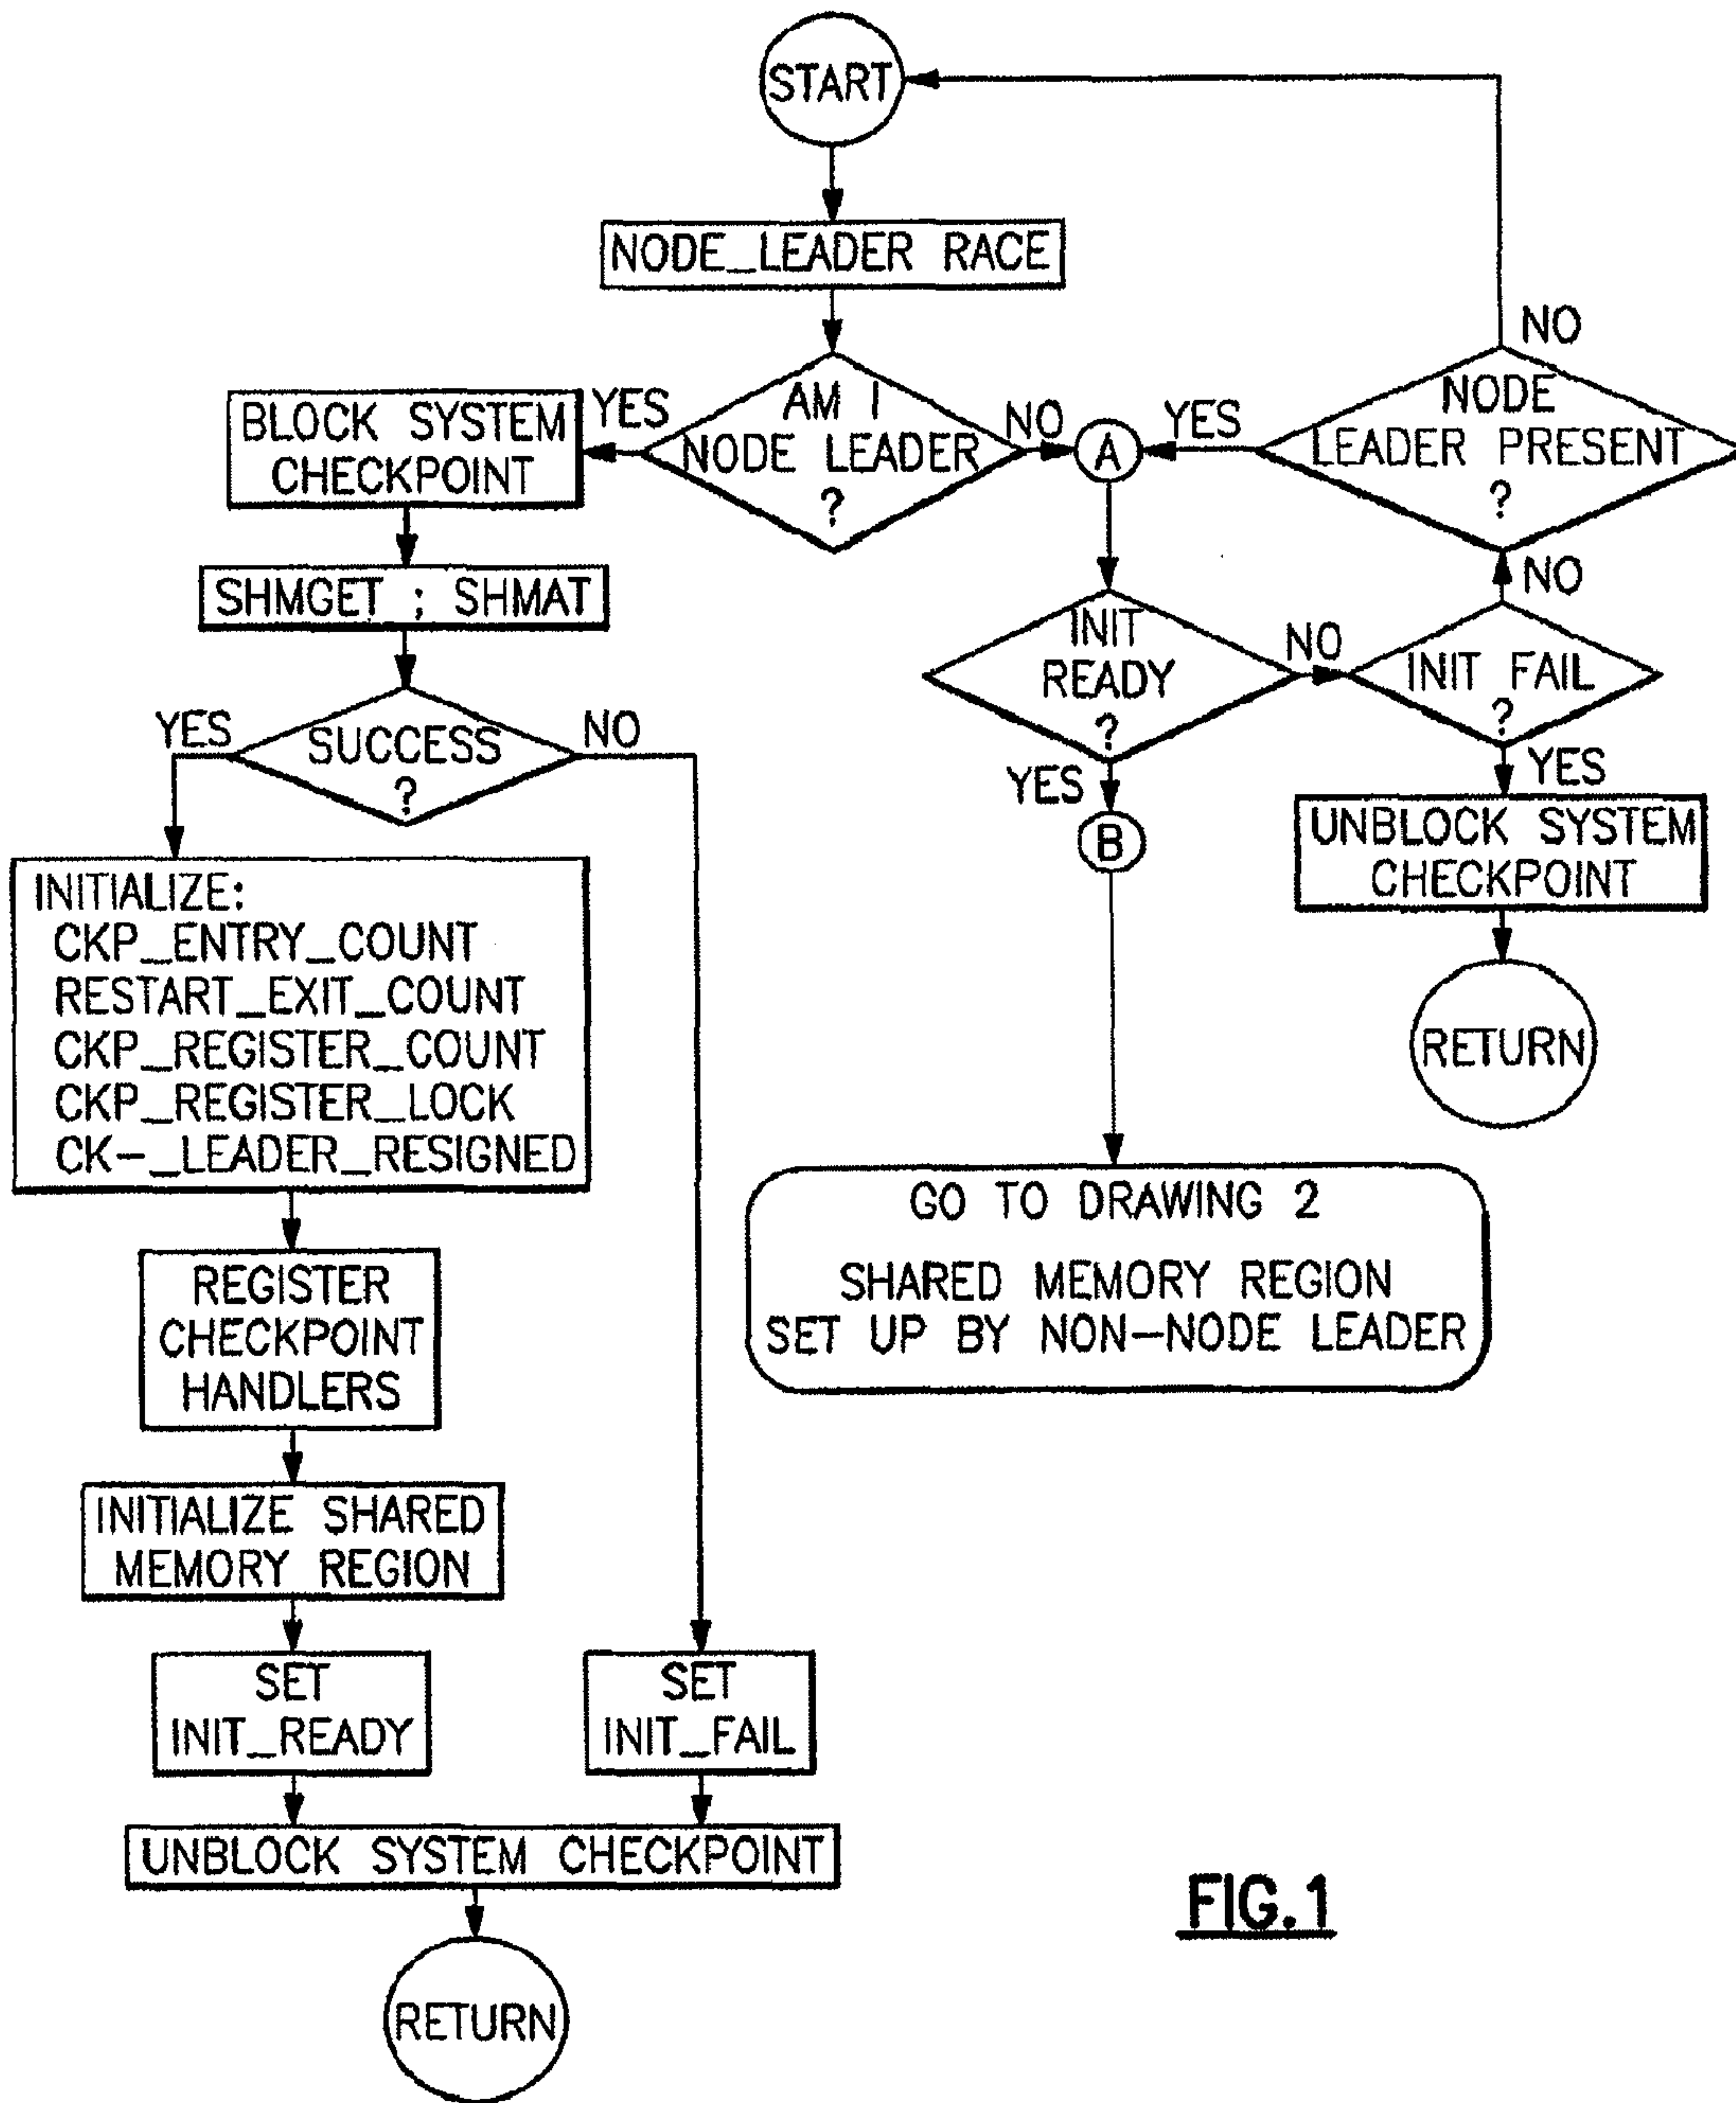 START
NODE_LEADER RACE
AM I
NODE LEADER
?
YES
NO
BLOCK SYSTEM
CHECKPOINT
SHMGET ; SHMAT
SUCCESS
?
YES
NO
INITIALIZE:
CKP_ENTRY_COUNT
RESTART_EXIT_COUNT
CKP_REGISTER_COUNT
CKP_REGISTER_LOCK
CK-_LEADER_RESIGNED
REGISTER
CHECKPOINT
HANDLERS
INITIALIZE SHARED
MEMORY REGION
SET
INIT_READY
SET
INIT_FAIL
UNBLOCK SYSTEM CHECKPOINT
RETURN
A
YES
NODE
LEADER PRESENT
?
NO
INIT
READY
?
NO
INIT FAIL
?
NO
YES
UNBLOCK SYSTEM
CHECKPOINT
RETURN
YES
B
GO TO DRAWING 2
SHARED MEMORY REGION
SET UP BY NON-NODE LEADER
FIG.1